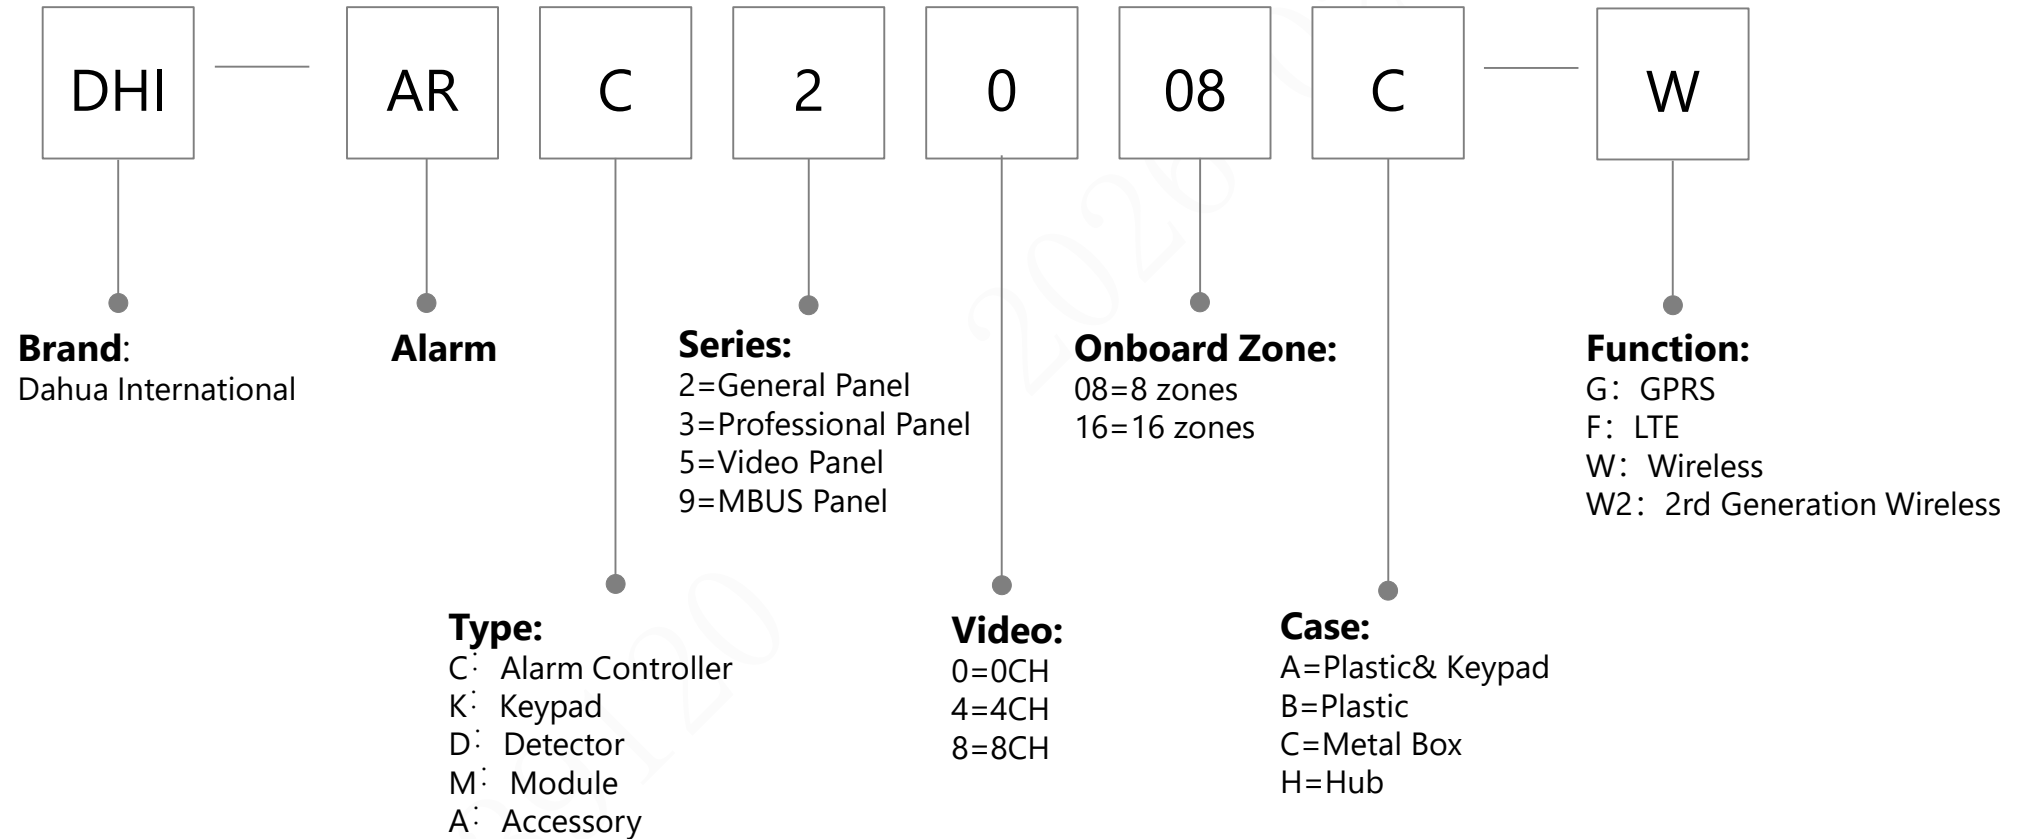 DHI AR C 2 0 08 C W
Brand:
Dahua International
Alarm
Series:
2=General Panel
3=Professional Panel
5=Video Panel
9=MBUS Panel
Onboard Zone:
08=8 zones
16=16 zones
Function:
G：GPRS
F：LTE
W：Wireless
W2：2rd Generation Wireless
Type:
C：Alarm Controller
K：Keypad
D：Detector
M：Module
A：Accessory
Video:
0=0CH
4=4CH
8=8CH
Case:
A=Plastic& Keypad
B=Plastic
C=Metal Box
H=Hub